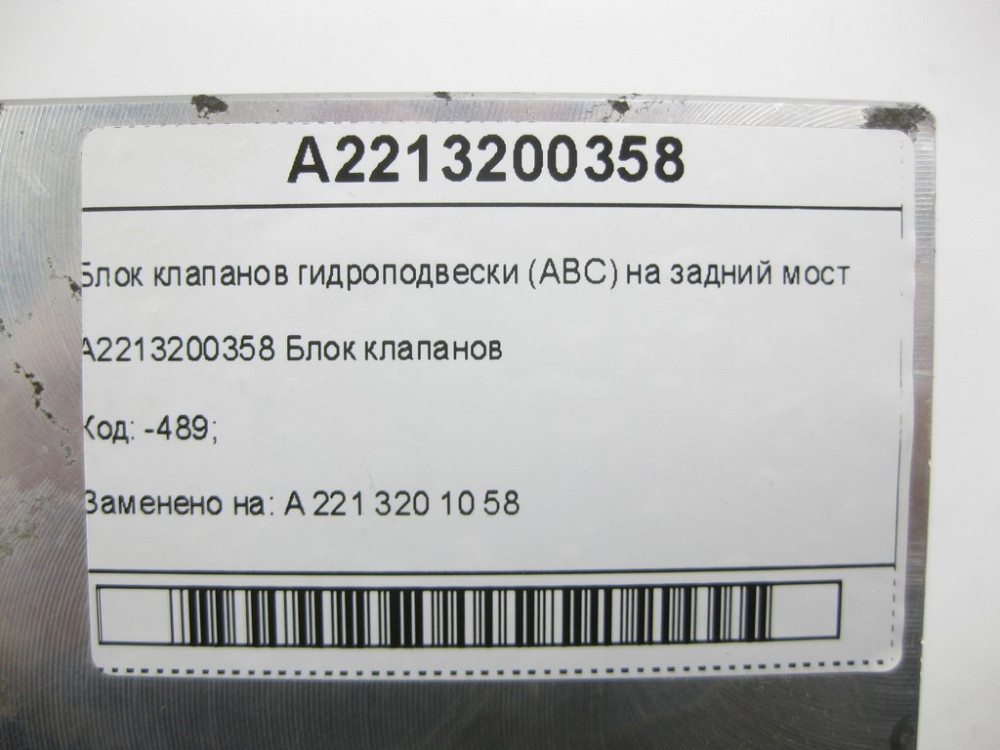 A2213200358
Блок клапанов гидроподвески (ABC) на задний мост
A2213200358 Блок клапанов
Код: -489;
Заменено на: A 221 320 10 58